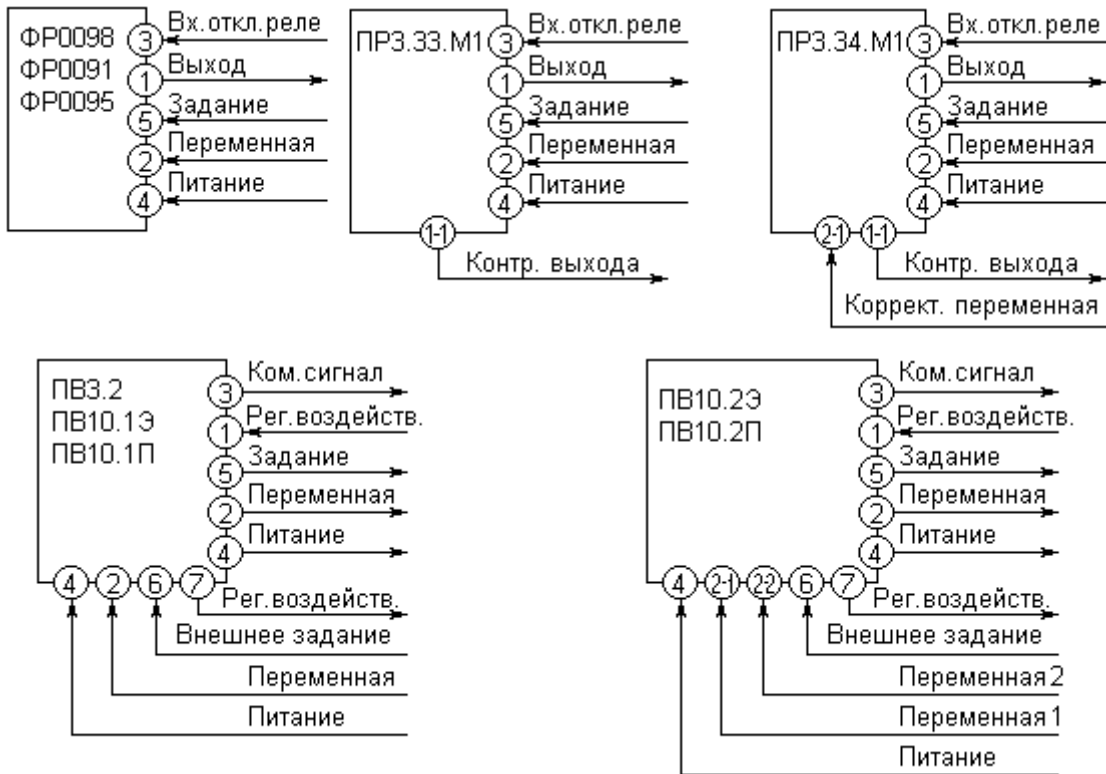 ФР0098
ФР0091
ФР0095
3 Вх.откл.реле
1 Выход
5 Задание
2 Переменная
4 Питание
ПР3.33.М1
3 Вх.откл.реле
1 Выход
5 Задание
2 Переменная
4 Питание
1-1
Контр. выхода
ПР3.34.М1
3 Вх.откл.реле
1 Выход
5 Задание
2 Переменная
4 Питание
2-1 1-1
Контр. выхода
Коррект. переменная
ПВ3.2
ПВ10.1Э
ПВ10.1П
3 Ком.сигнал
1 Рег.воздейств.
5 Задание
2 Переменная
4 Питание
4 2 6 7
Рег.воздейств.
Внешнее задание
Переменная
Питание
ПВ10.2Э
ПВ10.2П
3 Ком.сигнал
1 Рег.воздейств.
5 Задание
2 Переменная
4 Питание
4 2-1 2-2 6 7
Рег.воздейств.
Внешнее задание
Переменная 2
Переменная 1
Питание